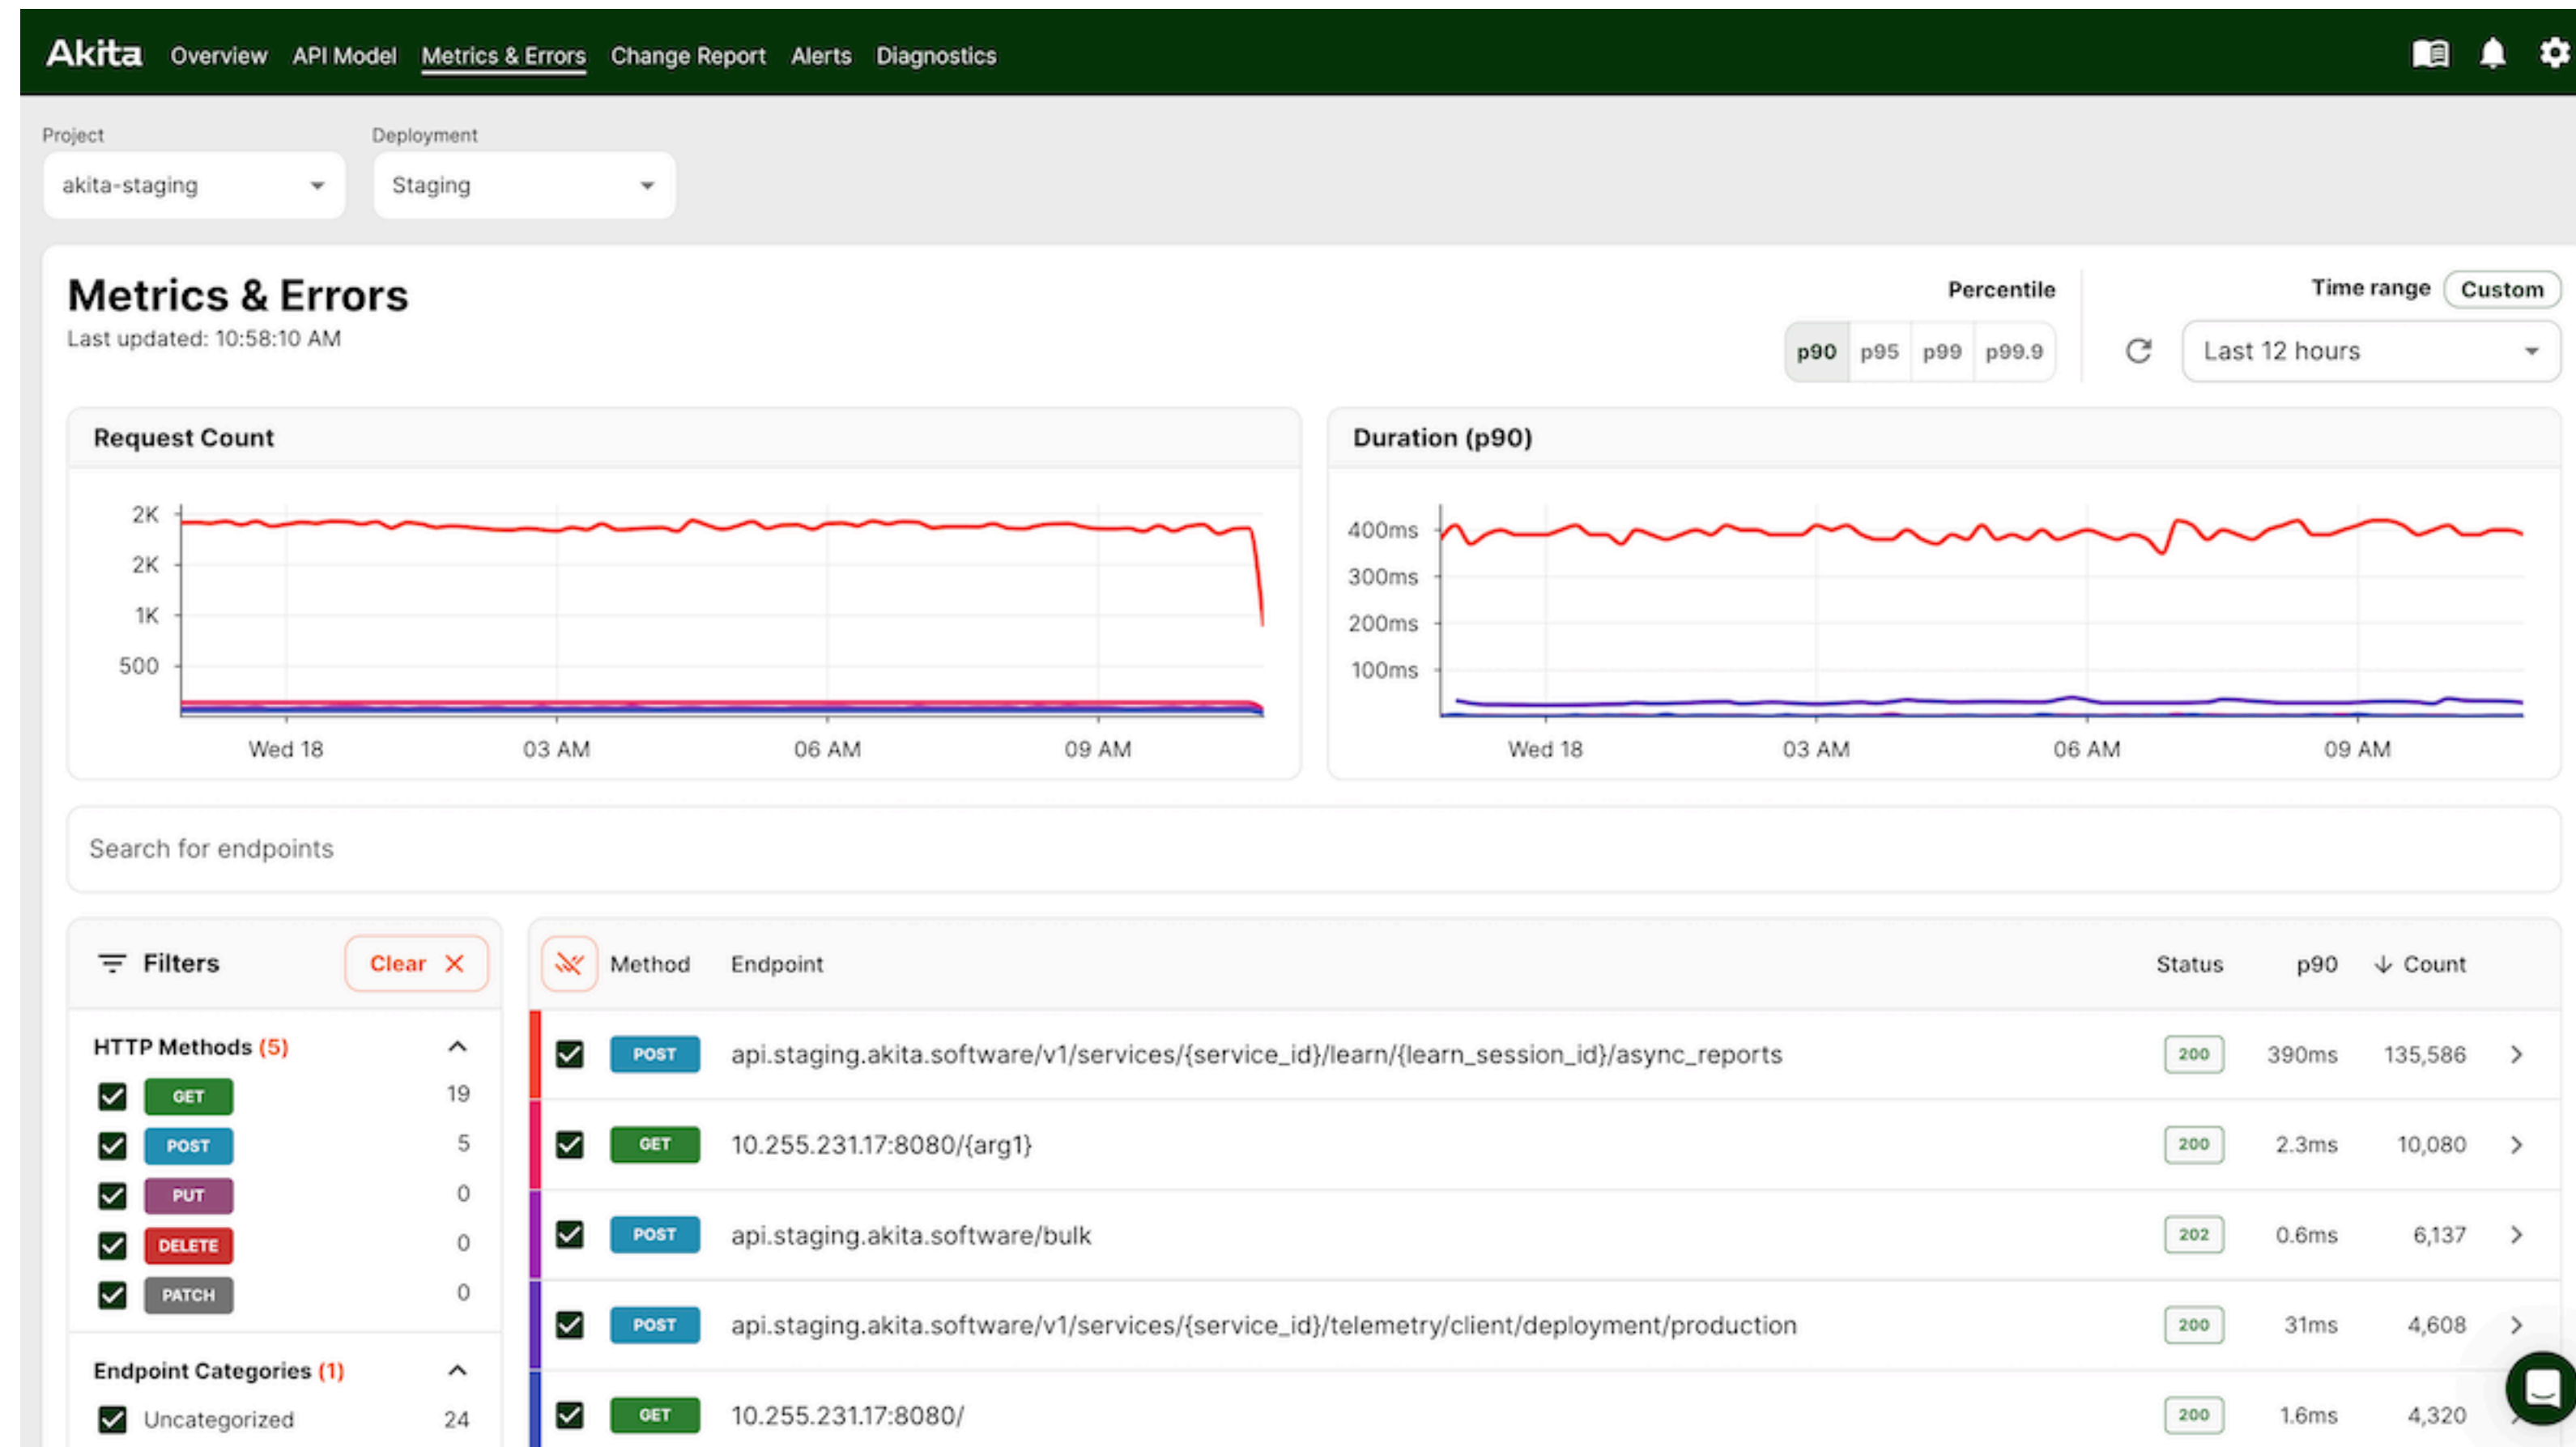 Akita Overview API Model Metrics & Errors Change Report Alerts Diagnostics
Project Deployment
akita-staging Staging
Metrics & Errors
Last updated: 10:58:10 AM
Percentile
p90 p95 p99 p99.9
Time range Custom
Last 12 hours
Request Count
2K
2K
1K
500
Wed 18 03 AM 06 AM 09 AM
Duration (p90)
400ms
300ms
200ms
100ms
Wed 18 03 AM 06 AM 09 AM
Search for endpoints
Filters Clear
HTTP Methods (5)
GET 19
POST 5
PUT 0
DELETE 0
PATCH 0
Endpoint Categories (1)
Uncategorized 24
Method Endpoint Status p90 Count
POST api.staging.akita.software/v1/services/{service_id}/learn/{learn_session_id}/async_reports 200 390ms 135,586
GET 10.255.231.17:8080/{arg1} 200 2.3ms 10,080
POST api.staging.akita.software/bulk 202 0.6ms 6,137
POST api.staging.akita.software/v1/services/{service_id}/telemetry/client/deployment/production 200 31ms 4,608
GET 10.255.231.17:8080/ 200 1.6ms 4,320